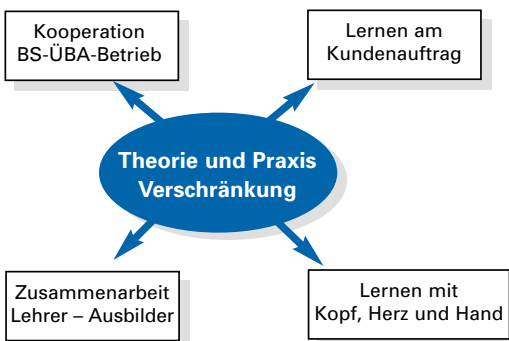 Kooperation
BS-ÜBA-Betrieb
Lernen am
Kundenauftrag
Theorie und Praxis
Verschränkung
Zusammenarbeit
Lehrer – Ausbilder
Lernen mit
Kopf, Herz und Hand